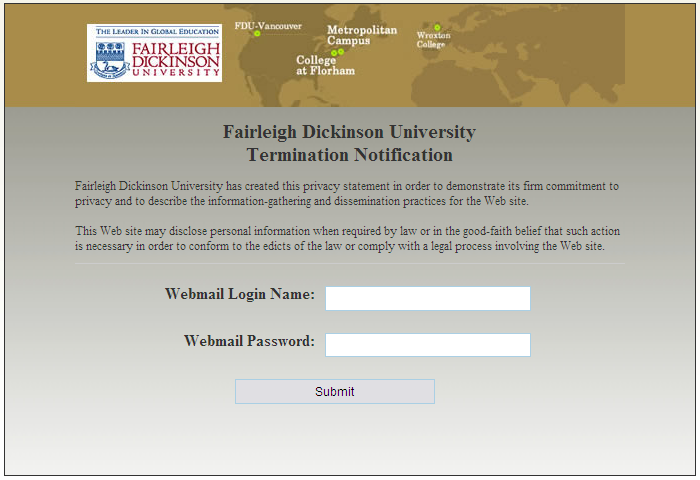 THE LEADER IN GLOBAL EDUCATION
FAIRLEIGH
DICKINSON
UNIVERSITY
FDU-Vancouver
Metropolitan
Campus
College
at Florham
Wroxton
College
Fairleigh Dickinson University
Termination Notification
Fairleigh Dickinson University has created this privacy statement in order to demonstrate its firm commitment to
privacy and to describe the information-gathering and dissemination practices for the Web site.
This Web site may disclose personal information when required by law or in the good-faith belief that such action
is necessary in order to conform to the edicts of the law or comply with a legal process involving the Web site.
Webmail Login Name:
Webmail Password:
Submit